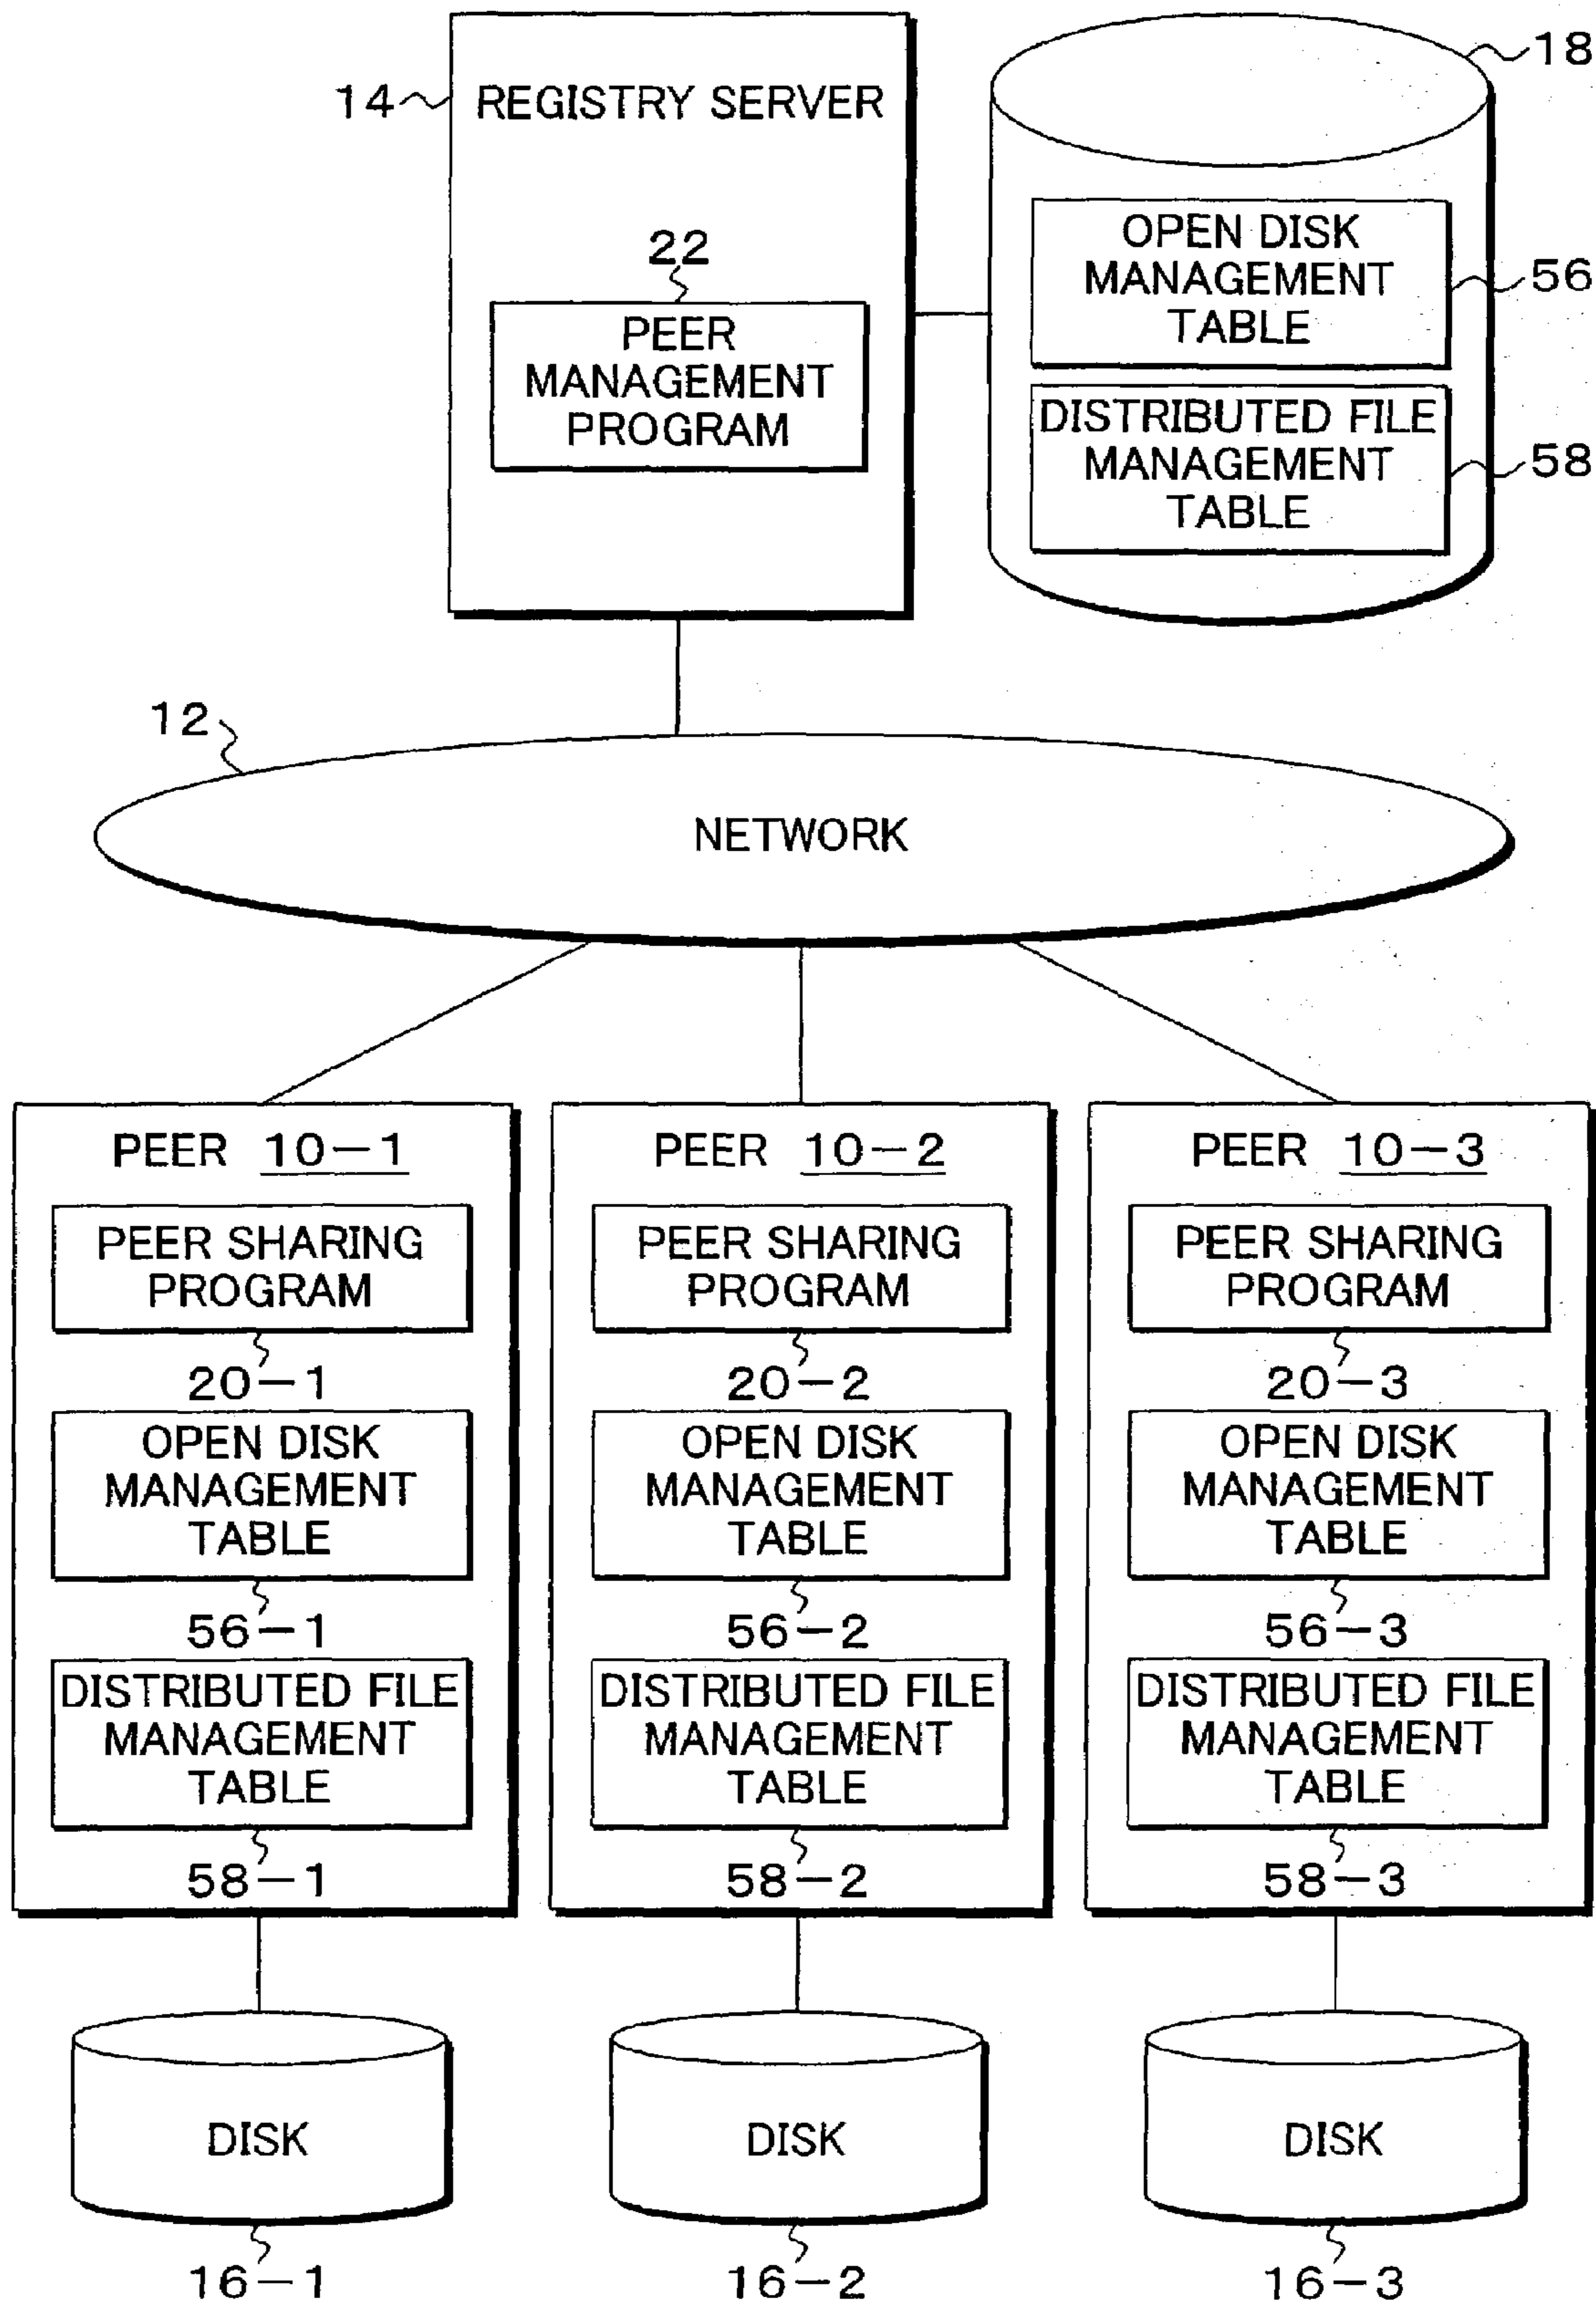 18
14
REGISTRY SERVER
22
PEER
MANAGEMENT
PROGRAM
OPEN DISK
MANAGEMENT
TABLE
56
DISTRIBUTED FILE
MANAGEMENT
TABLE
58
12
NETWORK
PEER 10-1
PEER SHARING
PROGRAM
20-1
OPEN DISK
MANAGEMENT
TABLE
56-1
DISTRIBUTED FILE
MANAGEMENT
TABLE
58-1
PEER 10-2
PEER SHARING
PROGRAM
20-2
OPEN DISK
MANAGEMENT
TABLE
56-2
DISTRIBUTED FILE
MANAGEMENT
TABLE
58-2
PEER 10-3
PEER SHARING
PROGRAM
20-3
OPEN DISK
MANAGEMENT
TABLE
56-3
DISTRIBUTED FILE
MANAGEMENT
TABLE
58-3
DISK
16-1
DISK
16-2
DISK
16-3